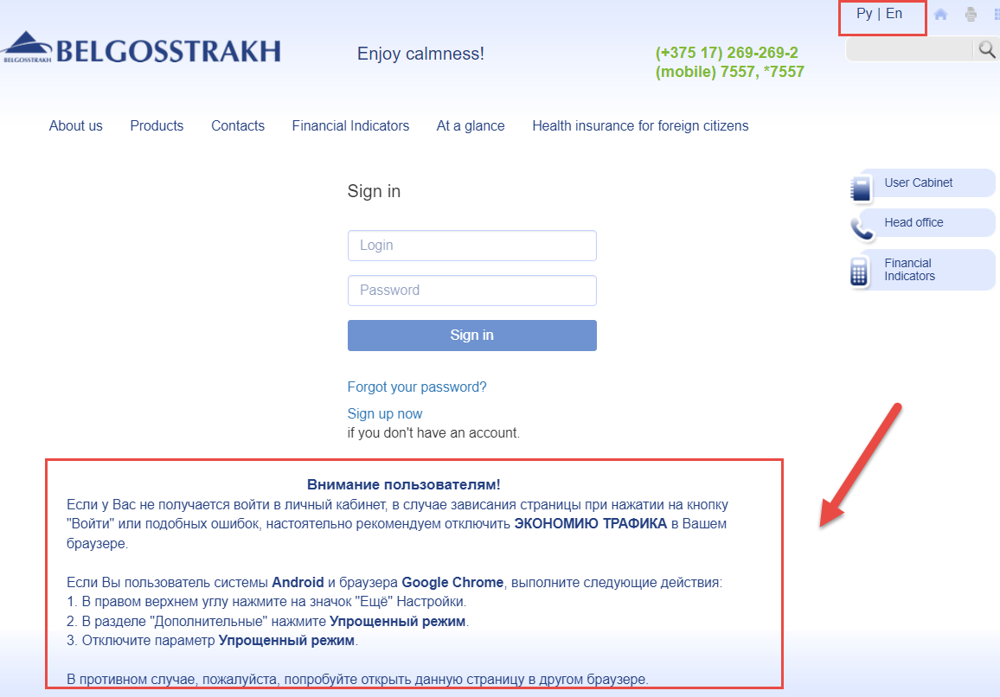 Ру | En
BELGOSSTRAKH
BELGOSSTRAKH
Enjoy calmness!
(+375 17) 269-269-2
(mobile) 7557, *7557
About us
Products
Contacts
Financial Indicators
At a glance
Health insurance for foreign citizens
Sign in
Login
Password
Sign in
Forgot your password?
Sign up now
if you don't have an account.
User Cabinet
Head office
Financial
Indicators
Внимание пользователям!
Если у Вас не получается войти в личный кабинет, в случае зависания страницы при нажатии на кнопку
"Войти" или подобных ошибок, настоятельно рекомендуем отключить ЭКОНОМИЮ ТРАФИКА в Вашем
браузере.
Если Вы пользователь системы Android и браузера Google Chrome, выполните следующие действия:
1. В правом верхнем углу нажмите на значок "Ещё" Настройки.
2. В разделе "Дополнительные" нажмите Упрощенный режим.
3. Отключите параметр Упрощенный режим.
В противном случае, пожалуйста, попробуйте открыть данную страницу в другом браузере.